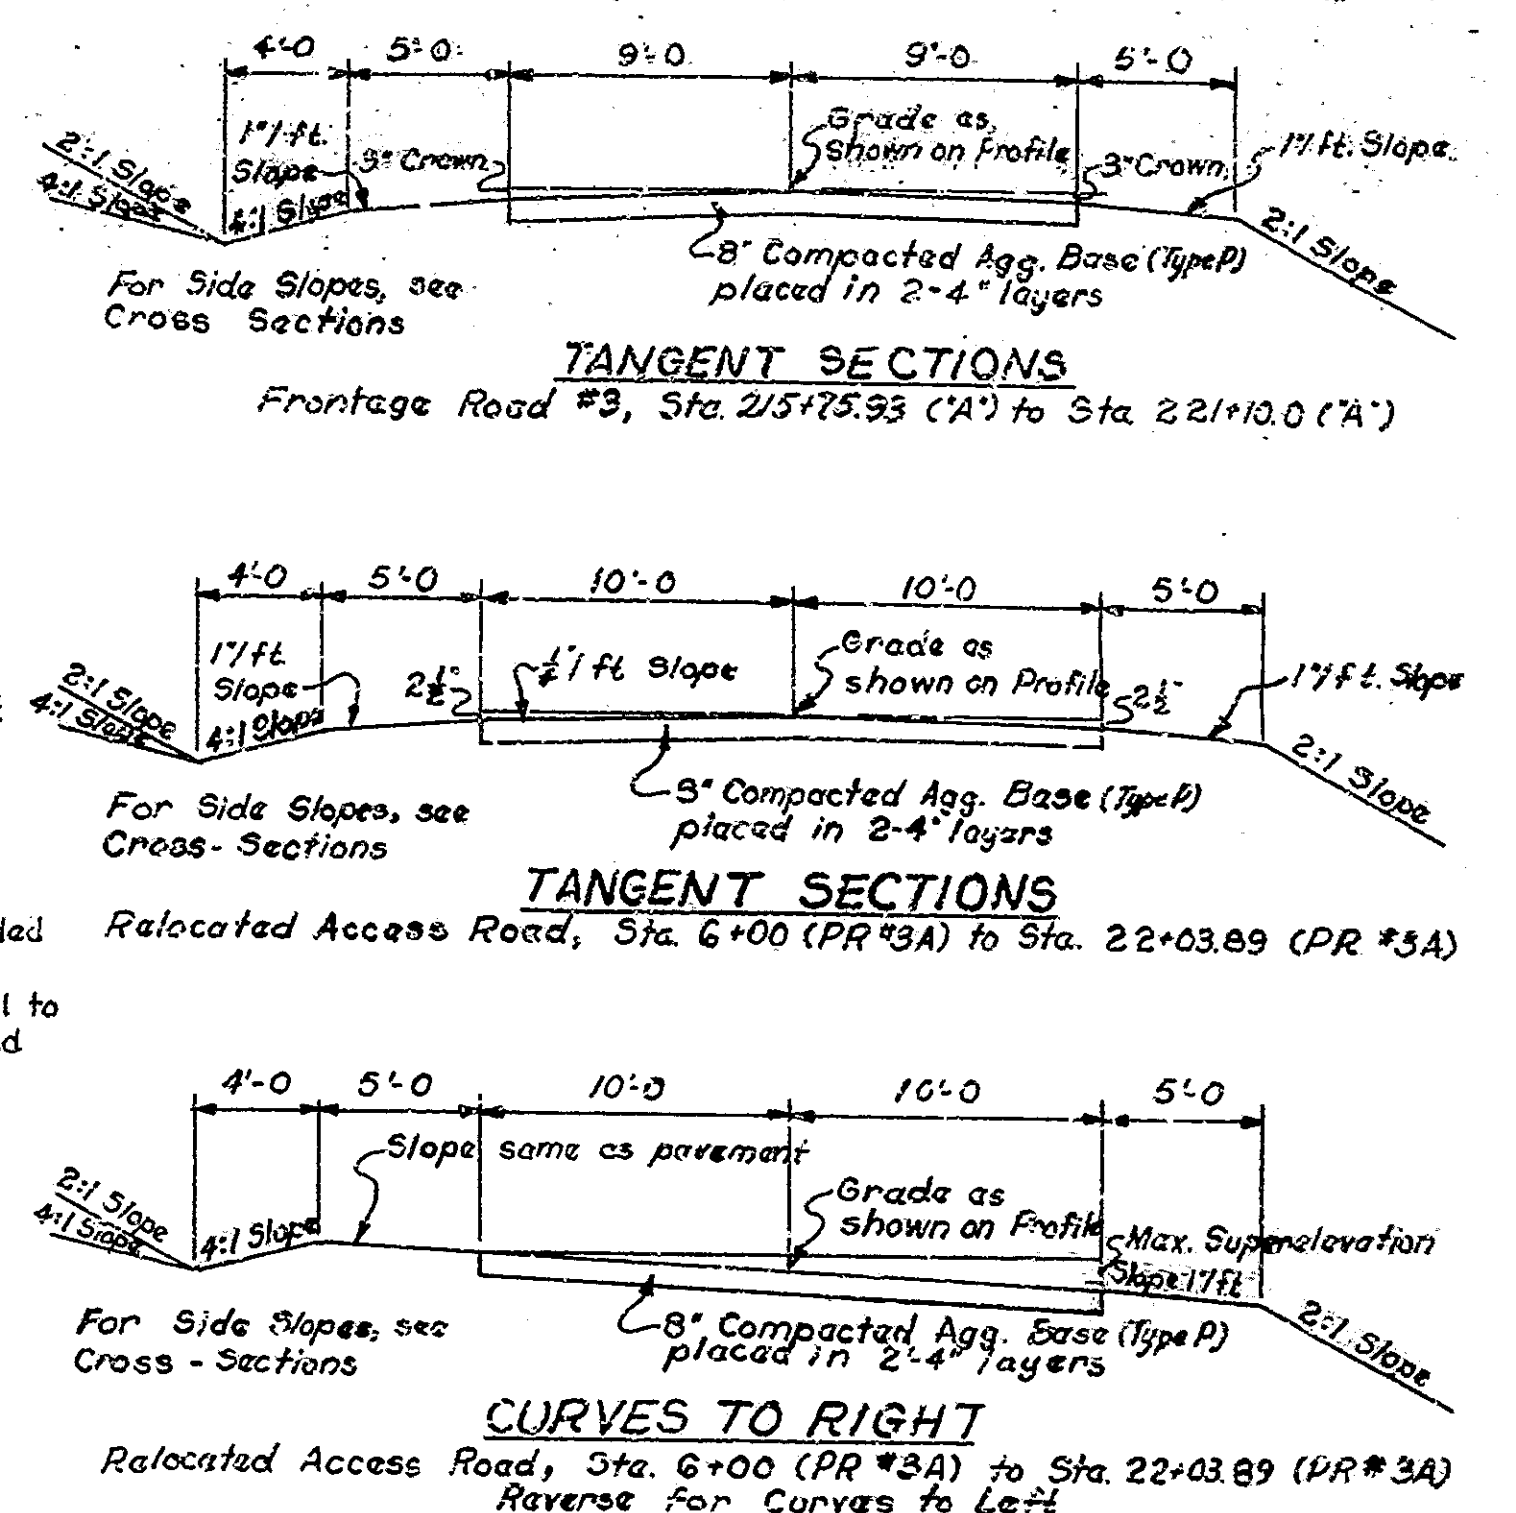 4'-0 5'-0 9'-0 9'-0 5'-0
1"/ft.
Slope
3" Crown
Grade as
shown on Profile
3" Crown
1"/ft. Slope.
2:1 Slope
4:1 Slope
4:1 Slope
2:1 Slope
8" Compacted Agg. Base (Type P)
placed in 2-4" layers
For Side Slopes, see
Cross Sections
TANGENT SECTIONS
Frontage Road #3, Sta. 215+75.93 ("A") to Sta 221+10.0 ("A")
4'-0 5'-0 10'-0 10'-0 5'-0
1"/ft
Slope
2½"
/ft Slope
Grade as
shown on Profile
2½"
1"/ft. Slope
2:1 Slope
4:1 Slope
4:1 Slope
2:1 Slope
Compacted Agg. Base (Type P)
placed in 2-4" layers
For Side Slopes, see
Cross-Sections
TANGENT SECTIONS
Relocated Access Road, Sta. 6+00 (PR #3A) to Sta. 22+03.89 (PR #3A)
to
4'-0 5'-0 10'-0 10'-0 5'-0
Slope same as pavement
Grade as
shown on Profile
Max. Superelevation
Slope 1"/ft
2:1 Slope
4:1 Slope
4:1 Slope
2:1 Slope
8" Compacted Agg. Base (Type P)
placed in 2'-4" layers
For Side Slopes, see
Cross-Sections
CURVES TO RIGHT
Relocated Access Road, Sta. 6+00 (PR #3A) to Sta. 22+03.89 (PR #3A)
Reverse for Curves to Left